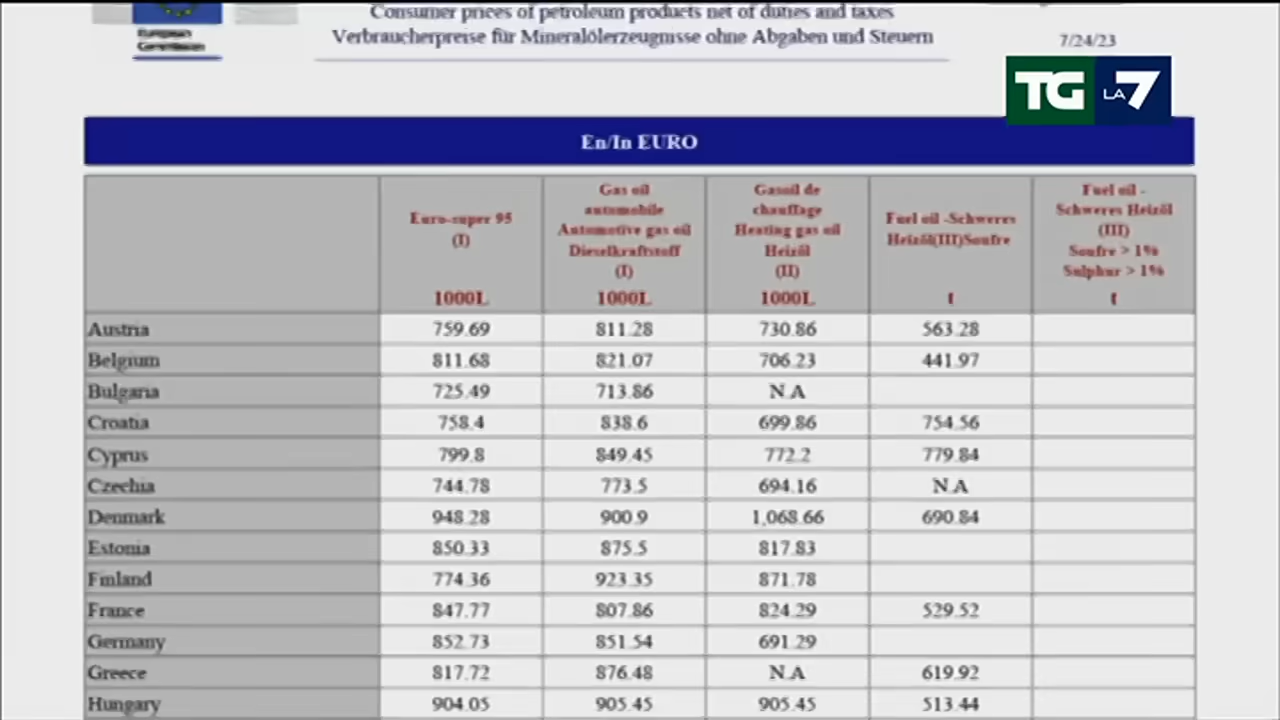 Consumer prices of petroleum products net of duties and taxes
Verbraucherpreise für Mineralölerzeugnisse ohne Abgaben und Steuern
European
Commission
7/24/23
TG LA 7
En/In EURO
Euro-super 95
(I)
1000L
Gas oil
automobile
Automotive gas oil
Dieselkraftstoff
(I)
1000L
Gasoil de
chauffage
Heating gas oil
Heizöl
(II)
1000L
Fuel oil -Schweres
Heizöl(III)Soufre
t
Fuel oil -
Schweres Heizöl
(III)
Soufre > 1%
Sulphur > 1%
t
Austria 759.69 811.28 730.86 563.28
Belgium 811.68 821.07 706.23 441.97
Bulgaria 725.49 713.86 N.A
Croatia 758.4 838.6 699.86 754.56
Cyprus 799.8 849.45 772.2 779.84
Czechia 744.78 773.5 694.16 N.A
Denmark 948.28 900.9 1,068.66 690.84
Estonia 850.33 875.5 817.83
Finland 774.36 923.35 871.78
France 847.77 807.86 824.29 529.52
Germany 852.73 851.54 691.29
Greece 817.72 876.48 N.A 619.92
Hungary 904.05 905.45 905.45 513.44